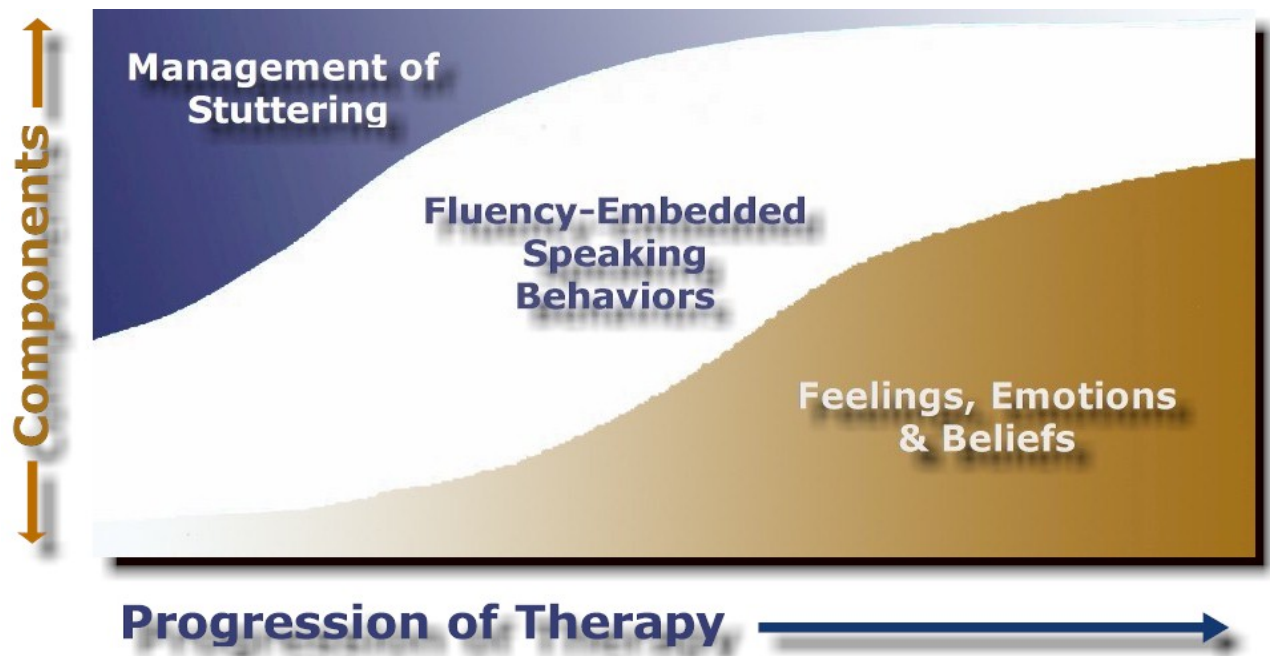 Components
Management of
Stuttering
Fluency-Embedded
Speaking
Behaviors
Feelings, Emotions
& Beliefs
Progression of Therapy